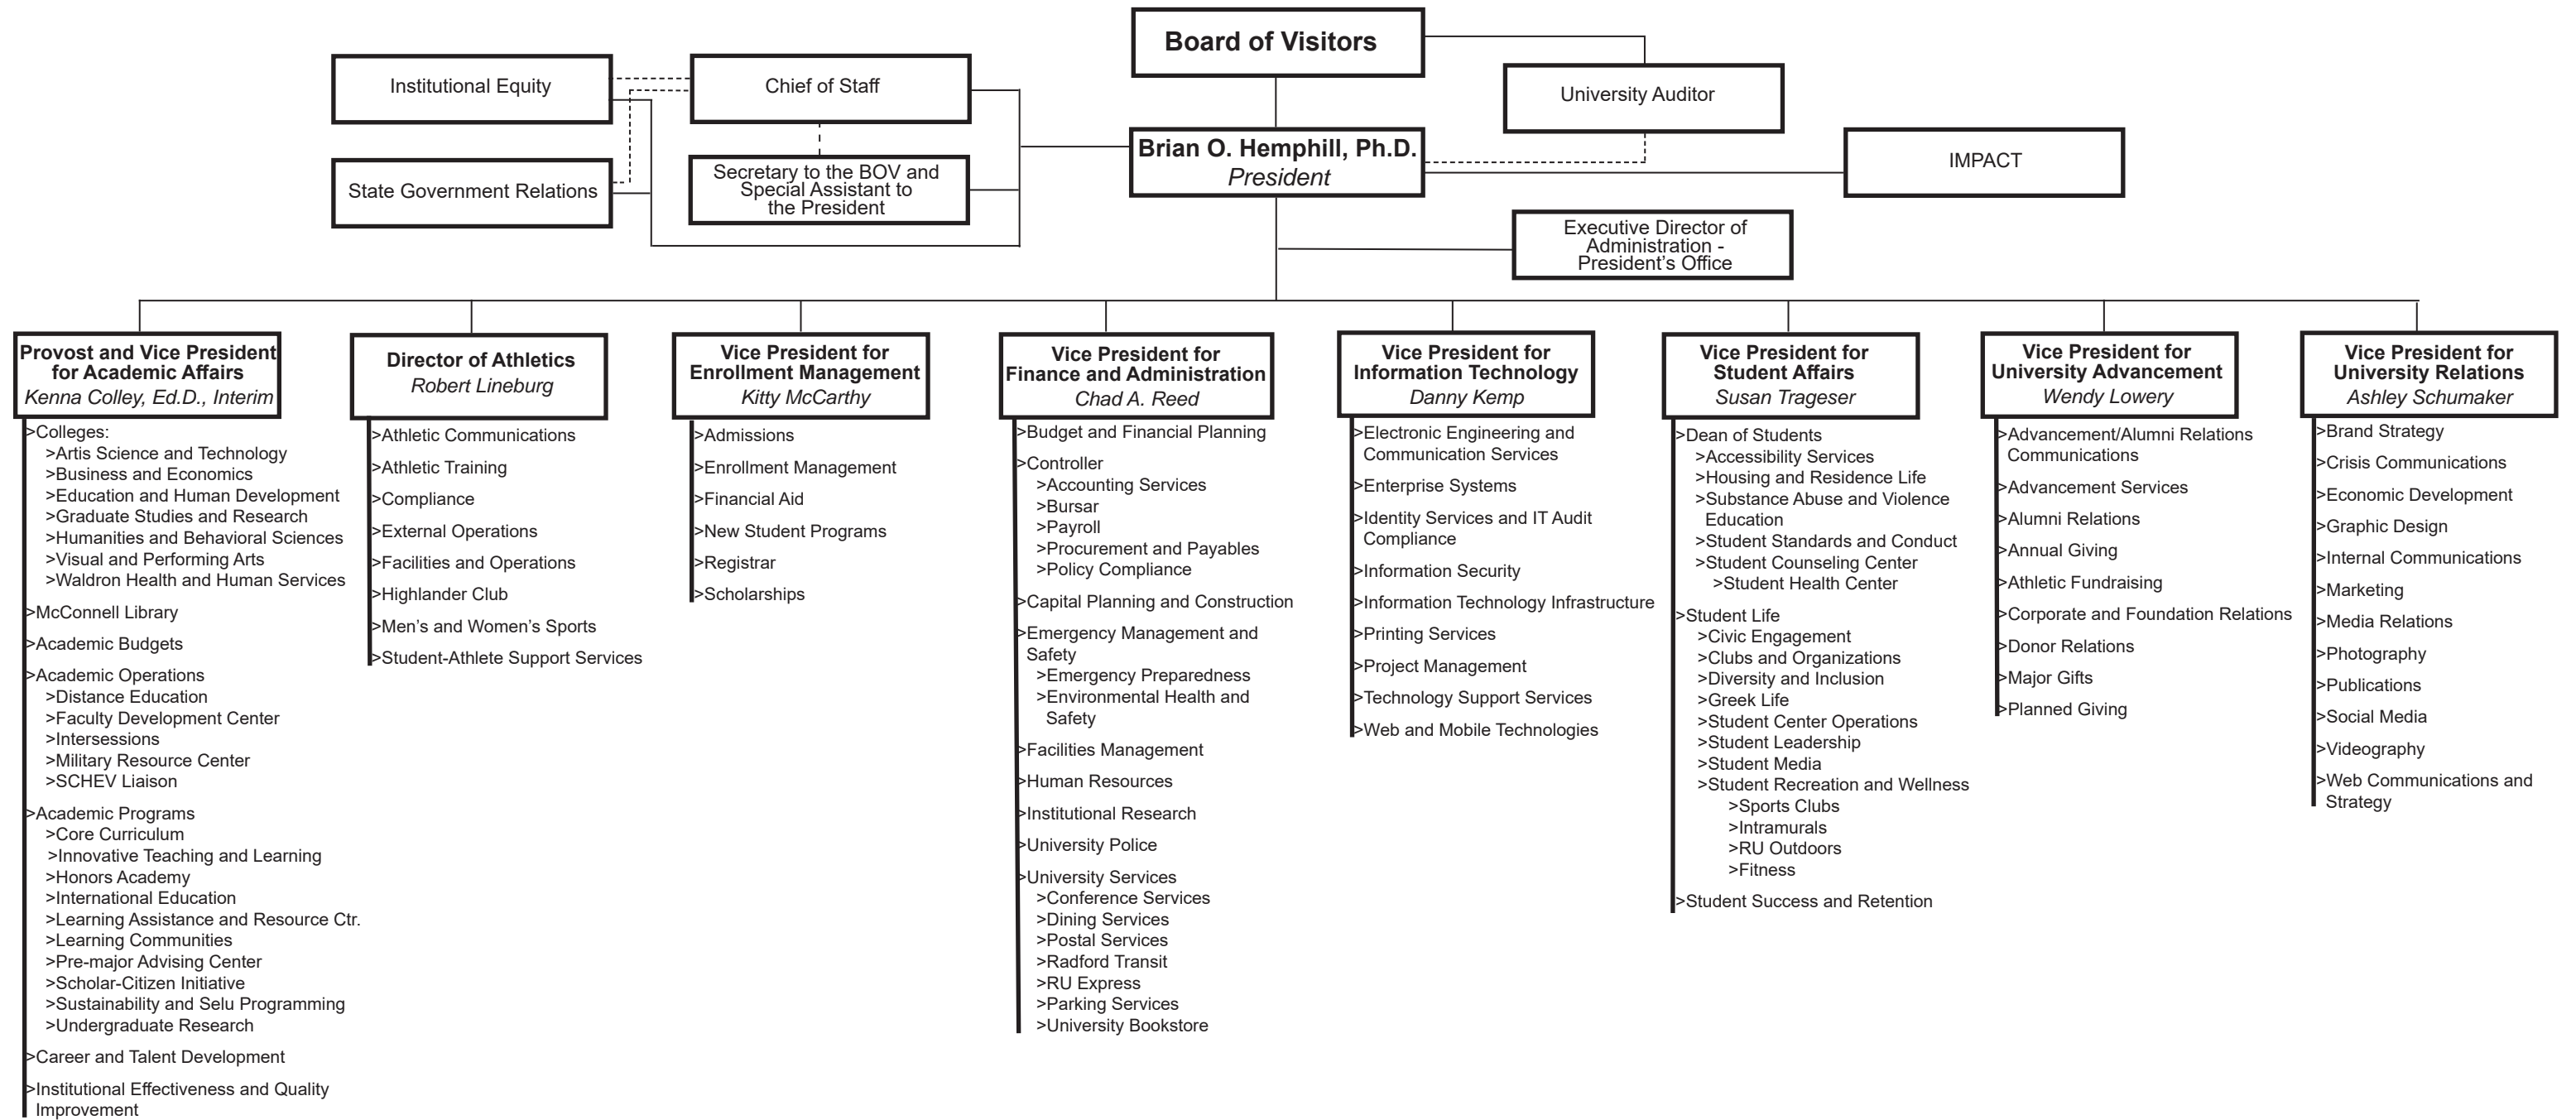 Board of Visitors
Institutional Equity
Chief of Staff
University Auditor
Brian O. Hemphill, Ph.D.
President
IMPACT
State Government Relations
Secretary to the BOV and
Special Assistant to
the President
Executive Director of
Administration -
President's Office
Provost and Vice President
for Academic Affairs
Kenna Colley, Ed.D., Interim
>Colleges:
>Artis Science and Technology
>Business and Economics
>Education and Human Development
>Graduate Studies and Research
>Humanities and Behavioral Sciences
>Visual and Performing Arts
>Waldron Health and Human Services
>McConnell Library
>Academic Budgets
>Academic Operations
>Distance Education
>Faculty Development Center
>Intersessions
>Military Resource Center
>SCHEV Liaison
>Academic Programs
>Core Curriculum
>Innovative Teaching and Learning
>Honors Academy
>International Education
>Learning Assistance and Resource Ctr.
>Learning Communities
>Pre-major Advising Center
>Scholar-Citizen Initiative
>Sustainability and Selu Programming
>Undergraduate Research
>Career and Talent Development
>Institutional Effectiveness and Quality
Improvement
Director of Athletics
Robert Lineburg
>Athletic Communications
>Athletic Training
>Compliance
>External Operations
>Facilities and Operations
>Highlander Club
>Men's and Women's Sports
>Student-Athlete Support Services
Vice President for
Enrollment Management
Kitty McCarthy
>Admissions
>Enrollment Management
>Financial Aid
>New Student Programs
>Registrar
>Scholarships
Vice President for
Finance and Administration
Chad A. Reed
>Budget and Financial Planning
>Controller
>Accounting Services
>Bursar
>Payroll
>Procurement and Payables
>Policy Compliance
>Capital Planning and Construction
>Emergency Management and
Safety
>Emergency Preparedness
>Environmental Health and
Safety
>Facilities Management
>Human Resources
>Institutional Research
>University Police
>University Services
>Conference Services
>Dining Services
>Postal Services
>Radford Transit
>RU Express
>Parking Services
>University Bookstore
Vice President for
Information Technology
Danny Kemp
>Electronic Engineering and
Communication Services
>Enterprise Systems
>Identity Services and IT Audit
Compliance
>Information Security
>Information Technology Infrastructure
>Printing Services
>Project Management
>Technology Support Services
>Web and Mobile Technologies
Vice President for
Student Affairs
Susan Trageser
>Dean of Students
>Accessibility Services
>Housing and Residence Life
>Substance Abuse and Violence
Education
>Student Standards and Conduct
>Student Counseling Center
>Student Health Center
>Student Life
>Civic Engagement
>Clubs and Organizations
>Diversity and Inclusion
>Greek Life
>Student Center Operations
>Student Leadership
>Student Media
>Student Recreation and Wellness
>Sports Clubs
>Intramurals
>RU Outdoors
>Fitness
>Student Success and Retention
Vice President for
University Advancement
Wendy Lowery
>Advancement/Alumni Relations
Communications
>Advancement Services
>Alumni Relations
>Annual Giving
>Athletic Fundraising
>Corporate and Foundation Relations
>Donor Relations
>Major Gifts
>Planned Giving
Vice President for
University Relations
Ashley Schumaker
>Brand Strategy
>Crisis Communications
>Economic Development
>Graphic Design
>Internal Communications
>Marketing
>Media Relations
>Photography
>Publications
>Social Media
>Videography
>Web Communications and
Strategy